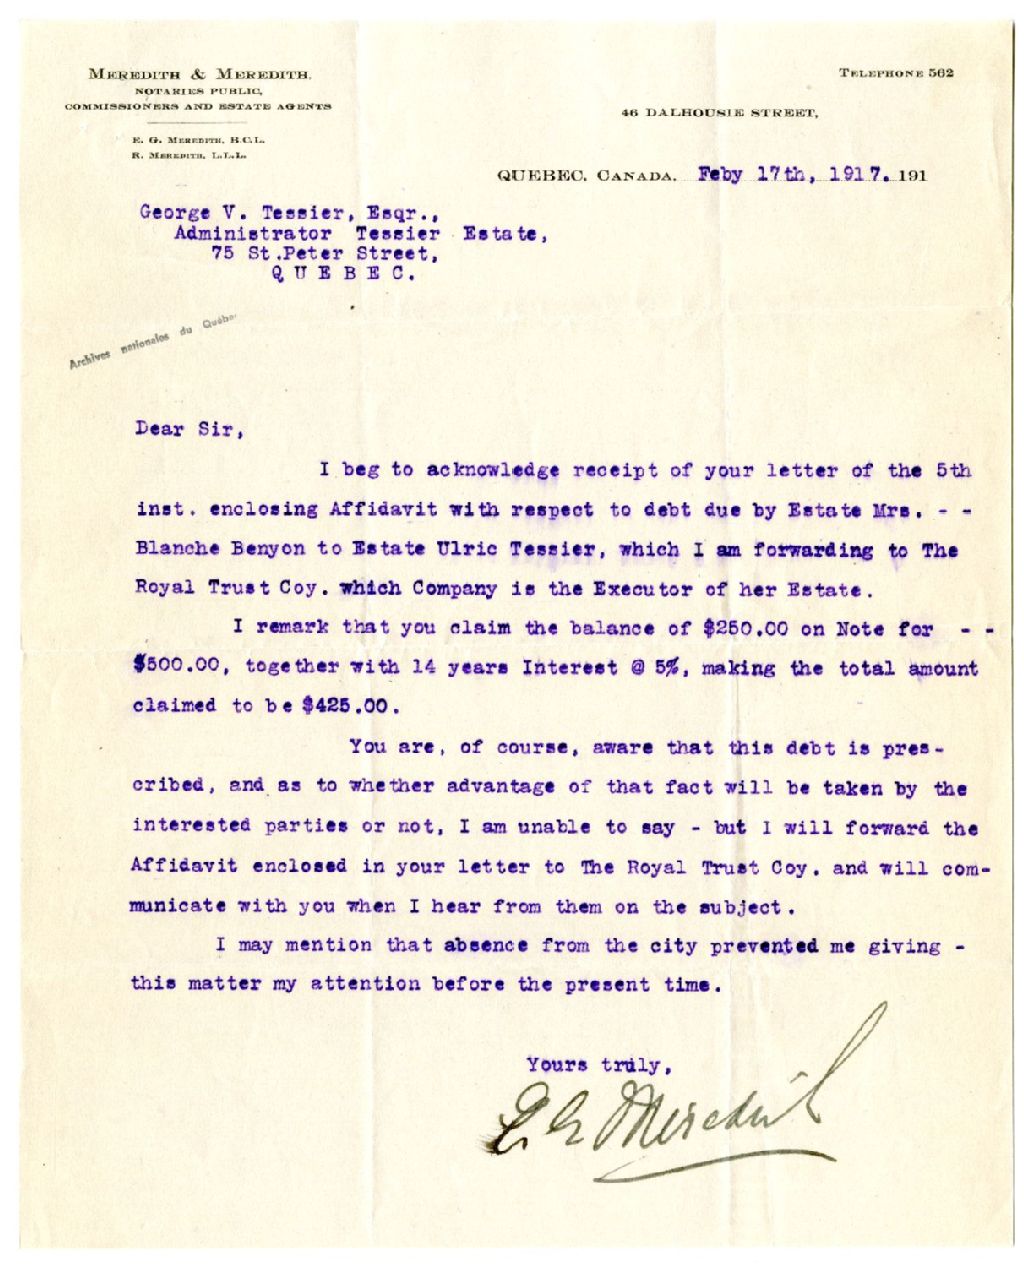 MEREDITH & MEREDITH,
NOTARIES PUBLIC,
COMMISSIONERS AND ESTATE AGENTS
E. G. MEREDITH, B.C.L.
R. MEREDITH, L.L.L.
TELEPHONE 562
46 DALHOUSIE STREET,
QUEBEC, CANADA, Feby 17th, 1917. 191
George V. Tessier, Esqr.,
Administrator Tessier Estate,
75 St.Peter Street,
Q U E B E C.
Archives nationales du Québec
Dear Sir,
I beg to acknowledge receipt of your letter of the 5th
inst. enclosing Affidavit with respect to debt due by Estate Mrs. - -
Blanche Benyon to Estate Ulric Tessier, which I am forwarding to The
Royal Trust Coy. which Company is the Executor of her Estate.
I remark that you claim the balance of $250.00 on Note for - -
$500.00, together with 14 years Interest @ 5%, making the total amount
claimed to be $425.00.
You are, of course, aware that this debt is pres-
cribed, and as to whether advantage of that fact will be taken by the
interested parties or not, I am unable to say - but I will forward the
Affidavit enclosed in your letter to The Royal Trust Coy. and will com-
municate with you when I hear from them on the subject.
I may mention that absence from the city prevented me giving -
this matter my attention before the present time.
Yours truly,
E G Meredith